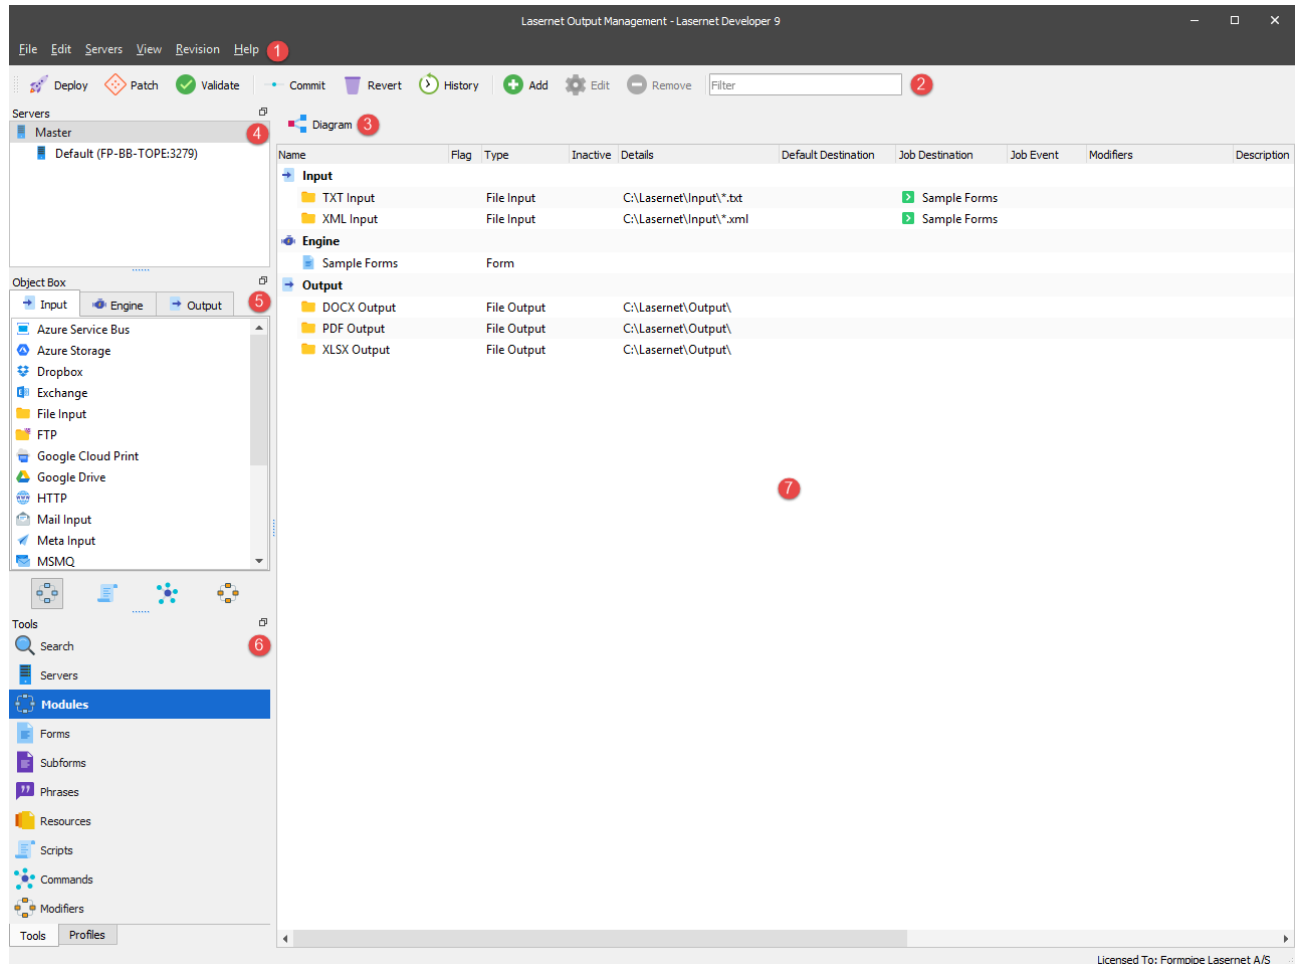 Lasernet Output Management - Lasernet Developer 9
File Edit Servers View Revision Help 1
Deploy Patch Validate Commit Revert History Add Edit Remove Filter 2
Servers
Master 4
Default (FP-BB-TOPE:3279)
Diagram 3
Name Flag Type Inactive Details Default Destination Job Destination Job Event Modifiers Description
Input
TXT Input File Input C:\Lasernet\Input\*.txt Sample Forms
XML Input File Input C:\Lasernet\Input\*.xml Sample Forms
Engine
Sample Forms Form
Output
DOCX Output File Output C:\Lasernet\Output\
PDF Output File Output C:\Lasernet\Output\
XLSX Output File Output C:\Lasernet\Output\
7
Object Box
Input Engine Output 5
Azure Service Bus
Azure Storage
Dropbox
Exchange
File Input
FTP
Google Cloud Print
Google Drive
HTTP
Mail Input
Meta Input
MSMQ
Tools
Search 6
Servers
Modules
Forms
Subforms
Phrases
Resources
Scripts
Commands
Modifiers
Tools Profiles
Licensed To: Formpipe Lasernet A/S